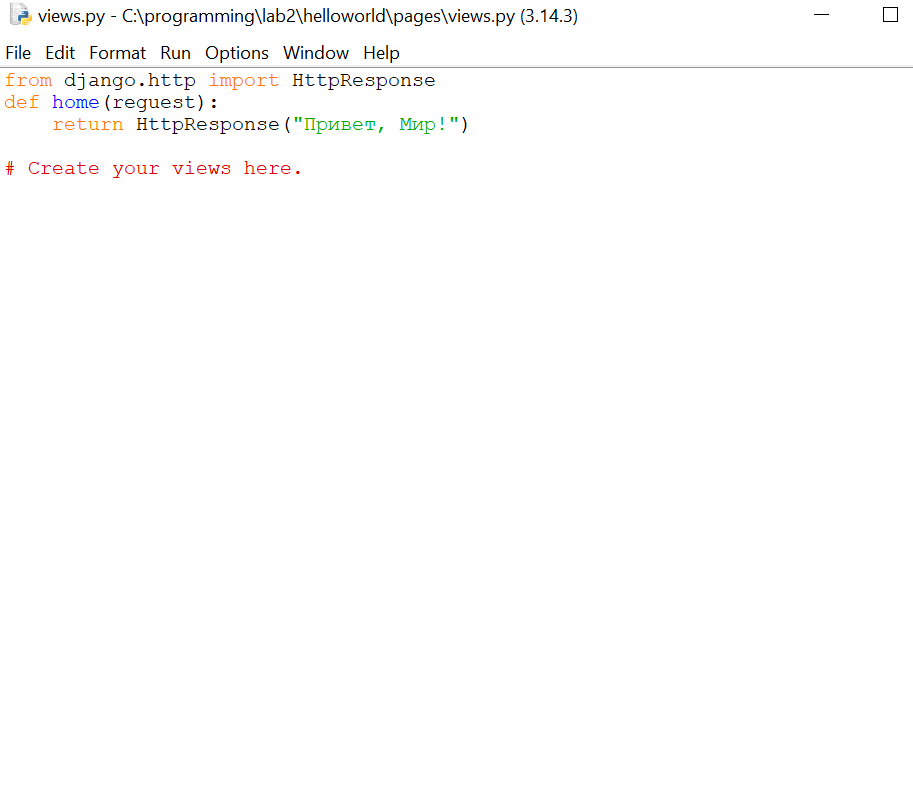 views.py - C:\programming\lab2\helloworld\pages\views.py (3.14.3)
File Edit Format Run Options Window Help
from django.http import HttpResponse
def home(reguest):
    return HttpResponse("Привет, Мир!")
# Create your views here.